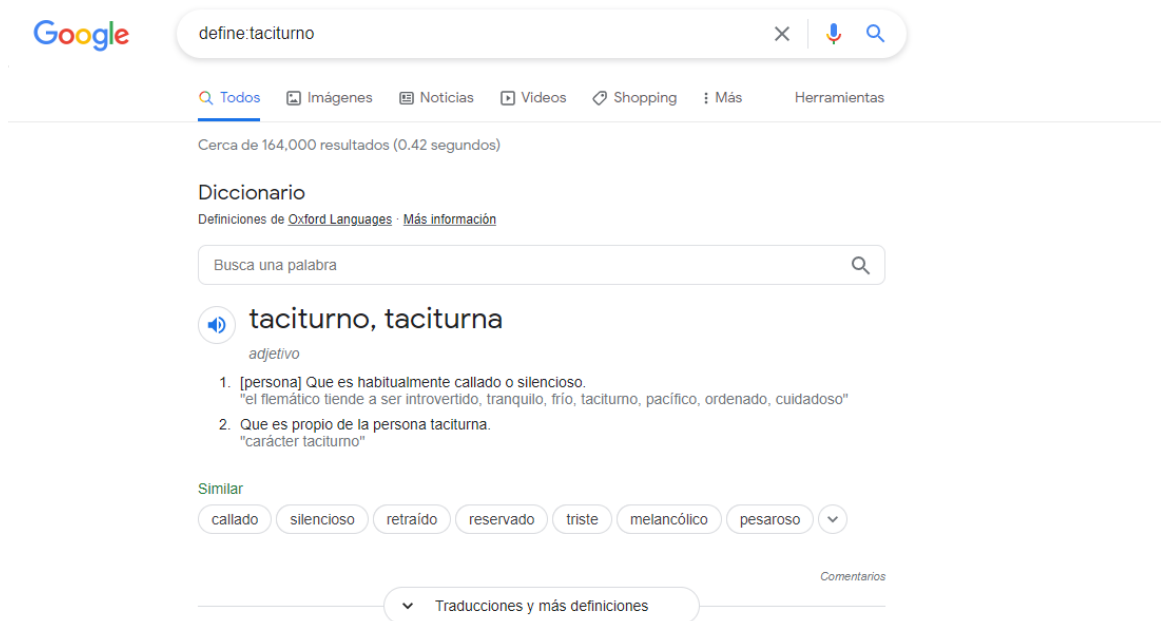 Google
define:taciturno
Todos Imágenes Noticias Videos Shopping Más Herramientas
Cerca de 164,000 resultados (0.42 segundos)
Diccionario
Definiciones de Oxford Languages · Más información
Busca una palabra
taciturno, taciturna
adjetivo
1. [persona] Que es habitualmente callado o silencioso.
"el flemático tiende a ser introvertido, tranquilo, frío, taciturno, pacífico, ordenado, cuidadoso"
2. Que es propio de la persona taciturna.
"carácter taciturno"
Similar
callado silencioso retraído reservado triste melancólico pesaroso
Comentarios
Traducciones y más definiciones